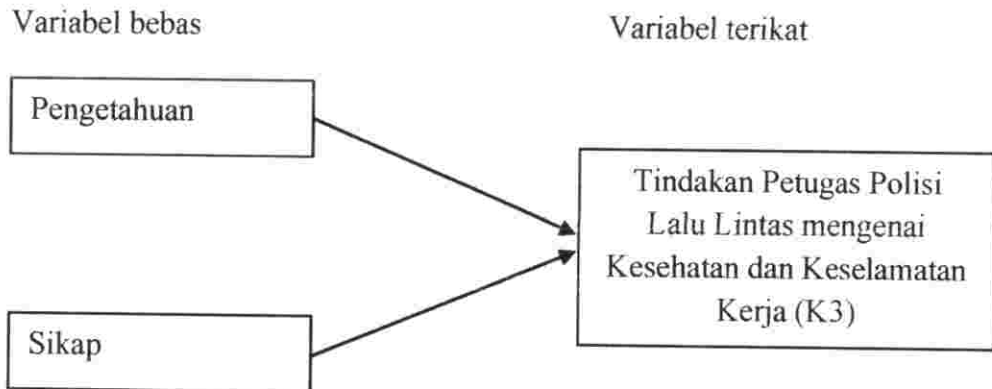 Variabel bebas
Variabel terikat
Pengetahuan
Tindakan Petugas Polisi
Lalu Lintas mengenai
Kesehatan dan Keselamatan
Kerja (K3)
Sikap